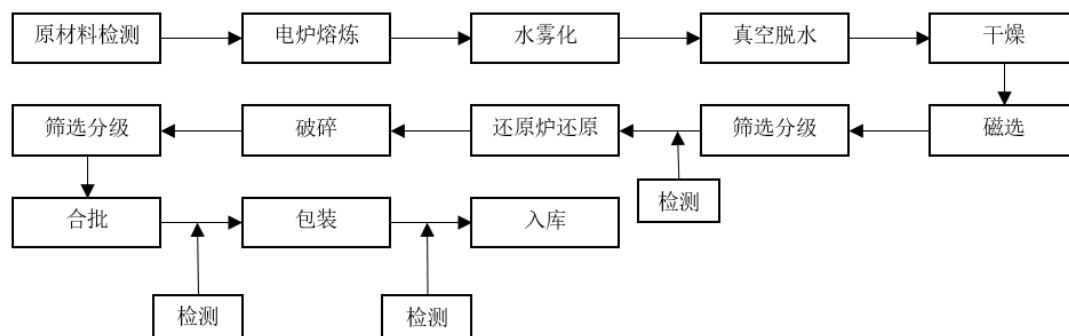 原材料检测
电炉熔炼
水雾化
真空脱水
干燥
筛选分级
破碎
还原炉还原
筛选分级
磁选
检测
合批
包装
入库
检测
检测